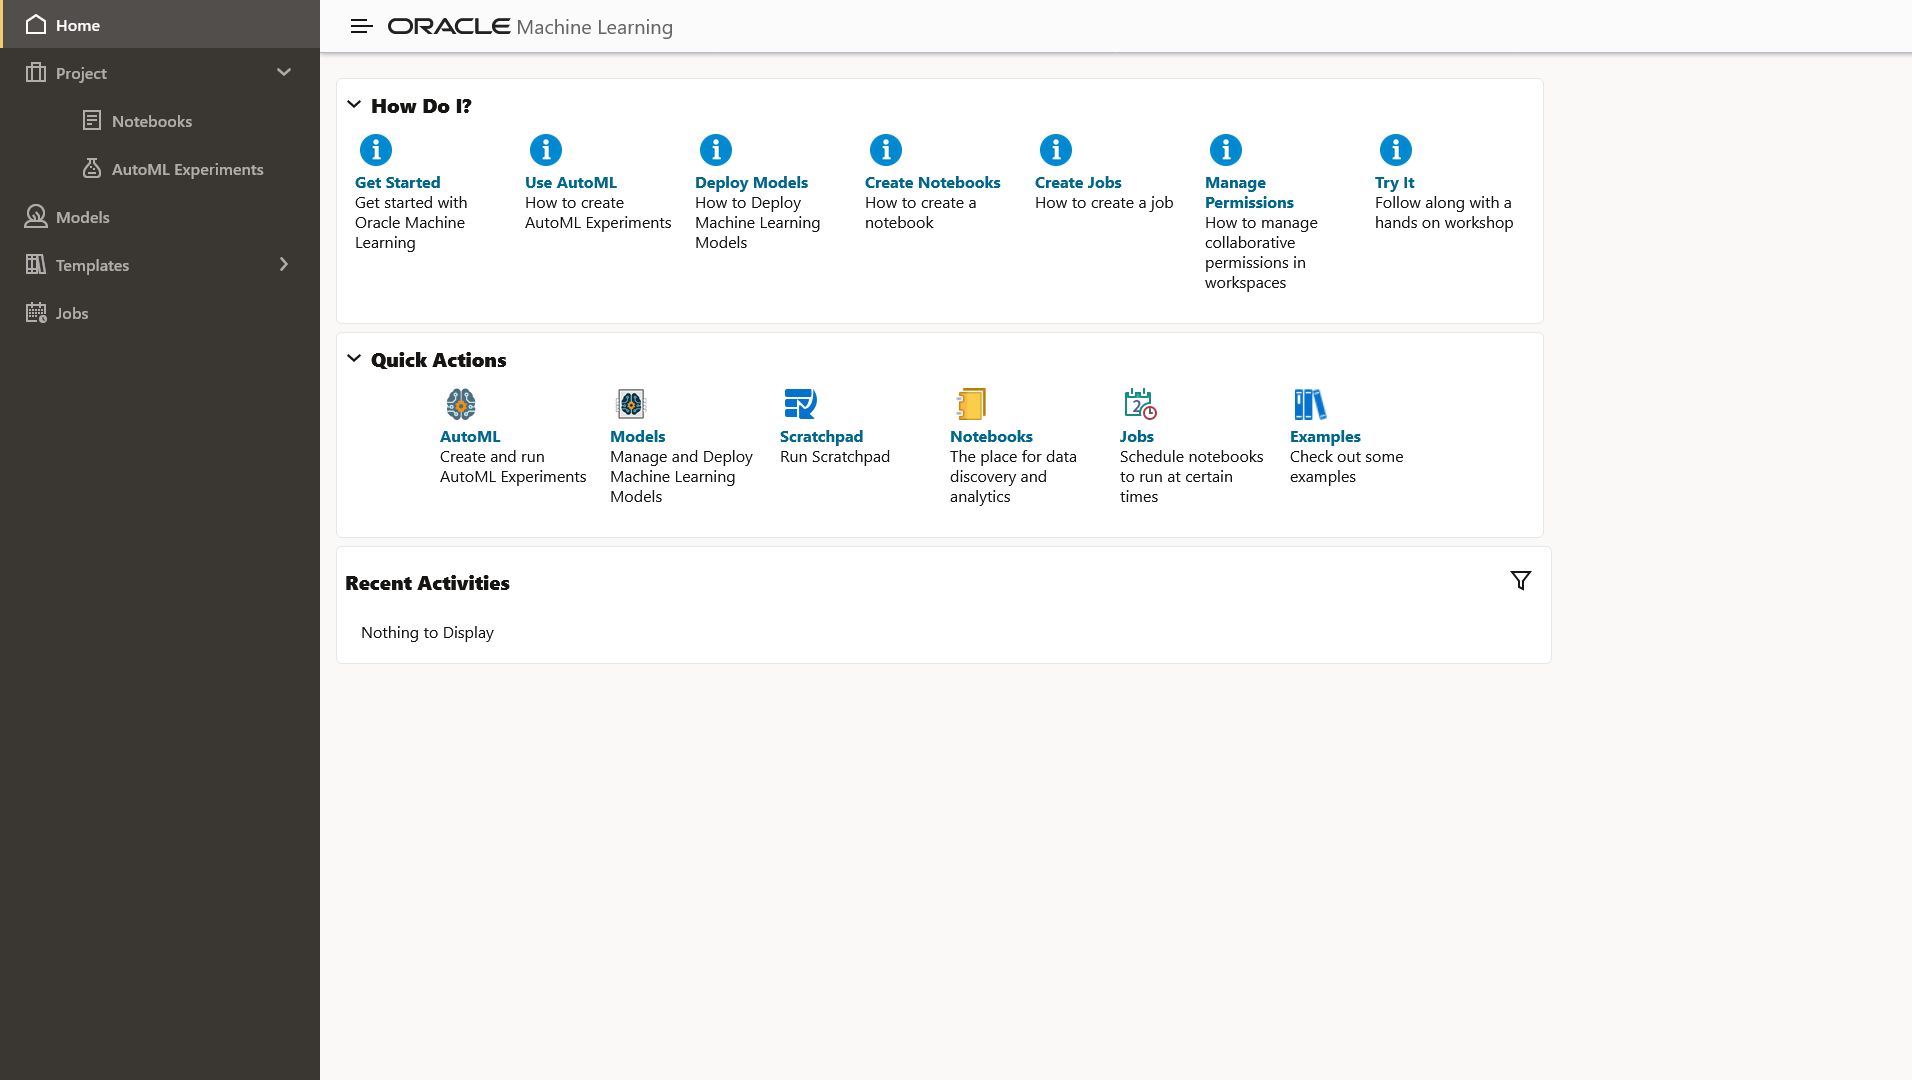 Home
Project
Notebooks
AutoML Experiments
Models
Templates
Jobs
ORACLE Machine Learning
How Do I?
Get Started
Get started with
Oracle Machine
Learning
Use AutoML
How to create
AutoML Experiments
Deploy Models
How to Deploy
Machine Learning
Models
Create Notebooks
How to create a
notebook
Create Jobs
How to create a job
Manage
Permissions
How to manage
collaborative
permissions in
workspaces
Try It
Follow along with a
hands on workshop
Quick Actions
AutoML
Create and run
AutoML Experiments
Models
Manage and Deploy
Machine Learning
Models
Scratchpad
Run Scratchpad
Notebooks
The place for data
discovery and
analytics
2
Jobs
Schedule notebooks
to run at certain
times
Examples
Check out some
examples
Recent Activities
Nothing to Display